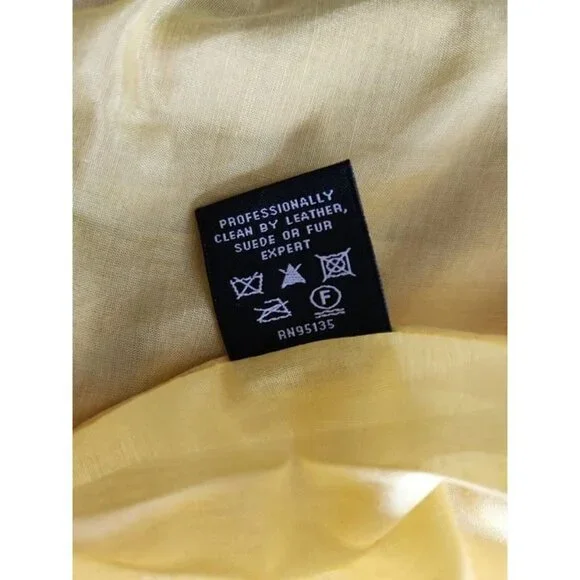 PROFESSIONALLY
CLEAN BY LEATHER,
SUEDE OR FUR
EXPERT
F
RN95135